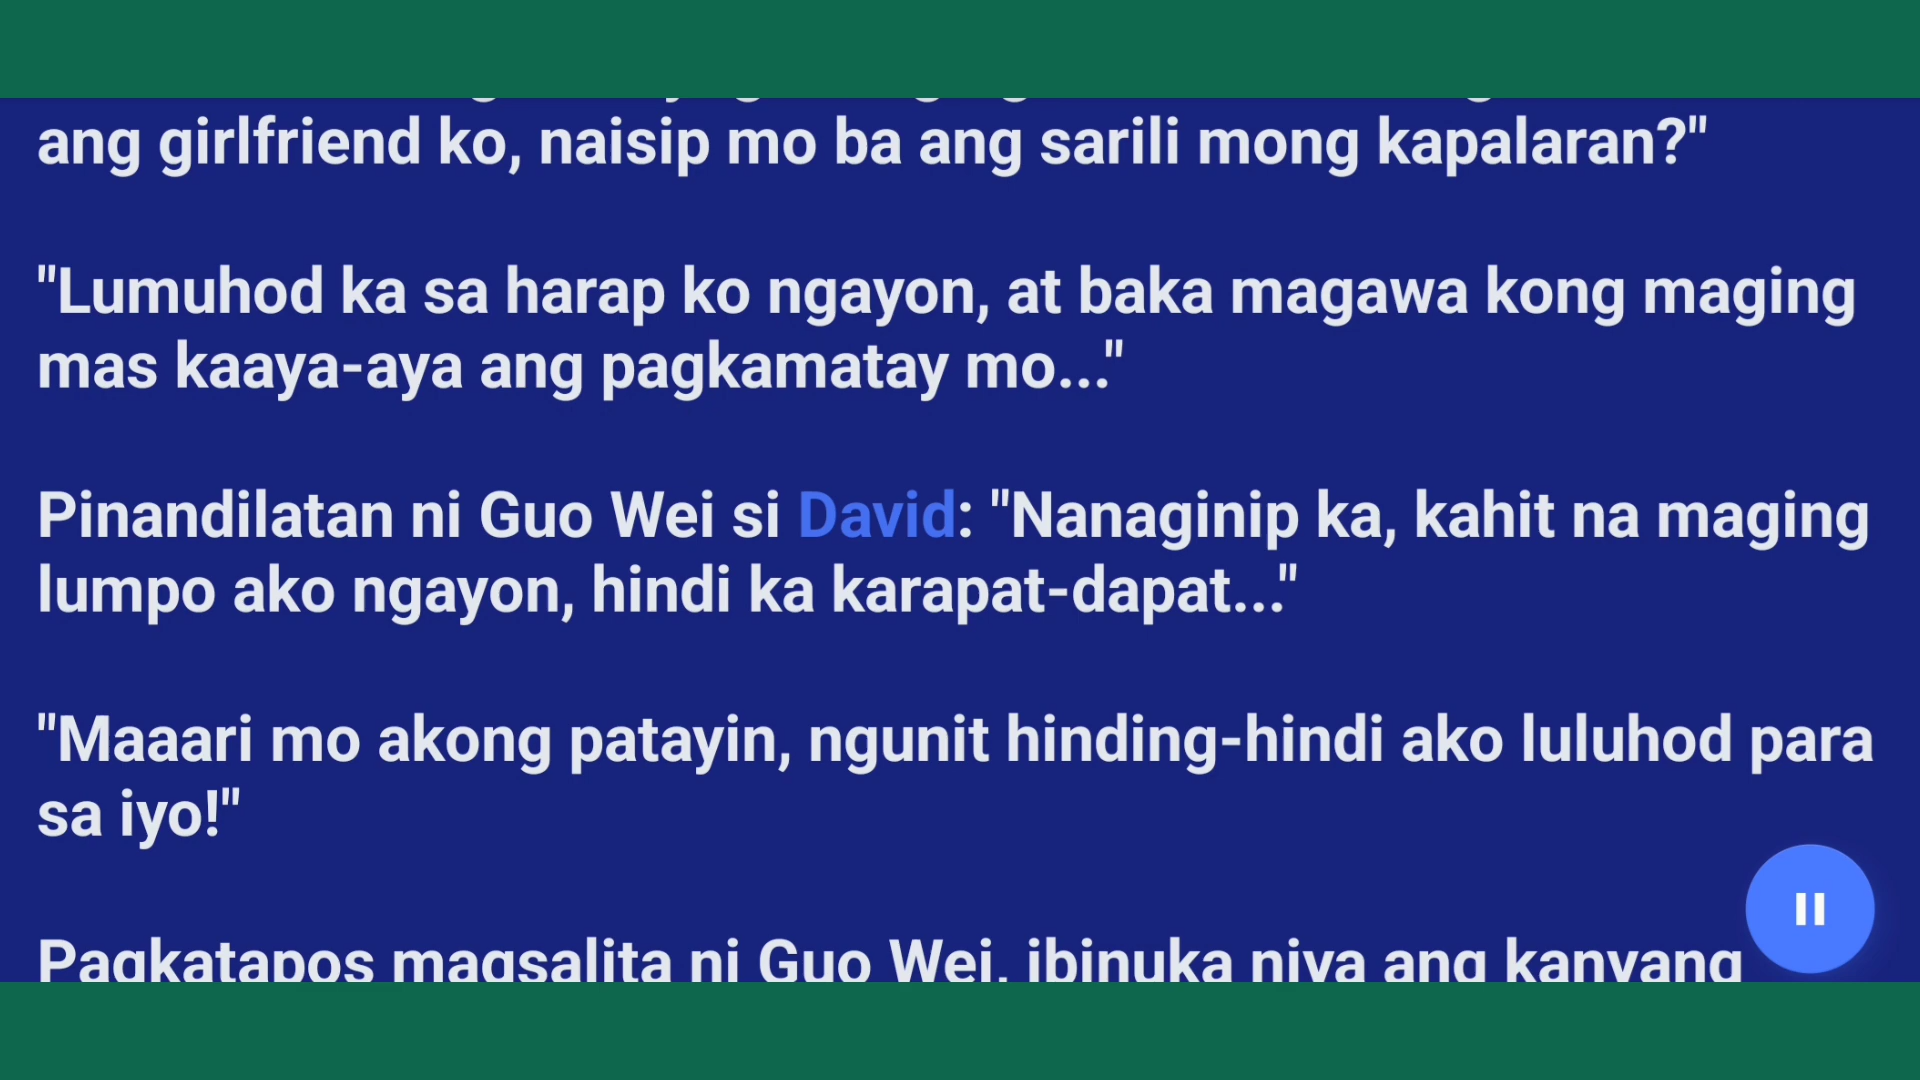 ang girlfriend ko, naisip mo ba ang sarili mong kapalaran?"
"Lumuhod ka sa harap ko ngayon, at baka magawa kong maging
mas kaaya-aya ang pagkamatay mo..."
Pinandilatan ni Guo Wei si David: "Nanaginip ka, kahit na maging
lumpo ako ngayon, hindi ka karapat-dapat..."
"Maaari mo akong patayin, ngunit hinding-hindi ako luluhod para
sa iyo!"
Pagkatapos magsalita ni Guo Wei, ibinuka niya ang kanyang